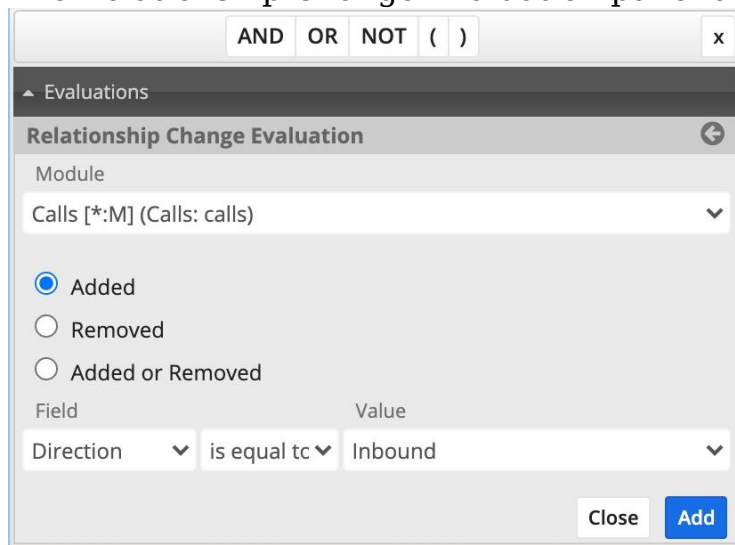 AND OR NOT ( ) x
Evaluations
Relationship Change Evaluation
Module
Calls [*:M] (Calls: calls)
Added
Removed
Added or Removed
Field Value
Direction is equal to Inbound
Close Add